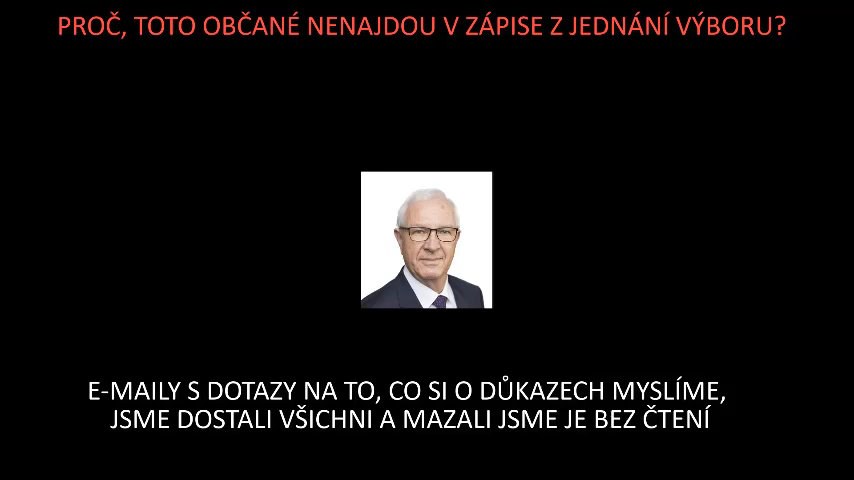 PROČ, TOTO OBČANÉ NENAJDOU V ZÁPISE Z JEDNÁNÍ VÝBORU?
E-MAILY S DOTAZY NA TO, CO SI O DŮKAZECH MYSLÍME,
JSME DOSTALI VŠICHNI A MAZALI JSME JE BEZ ČTENÍ